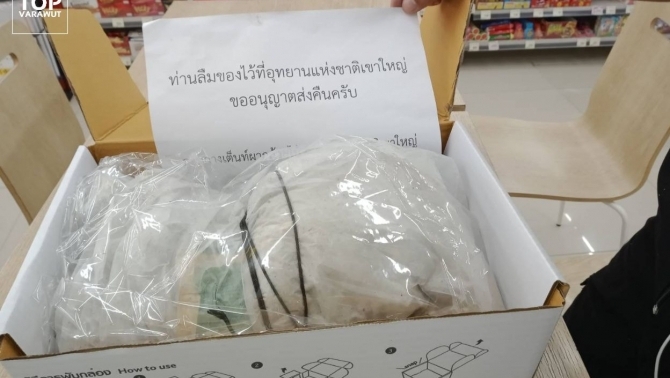 TOP
VARAWUT
ท่านลืมของไว้ที่อุทยานแห่งชาติเขาใหญ่
ขออนุญาตส่งคืนครับ
How to use